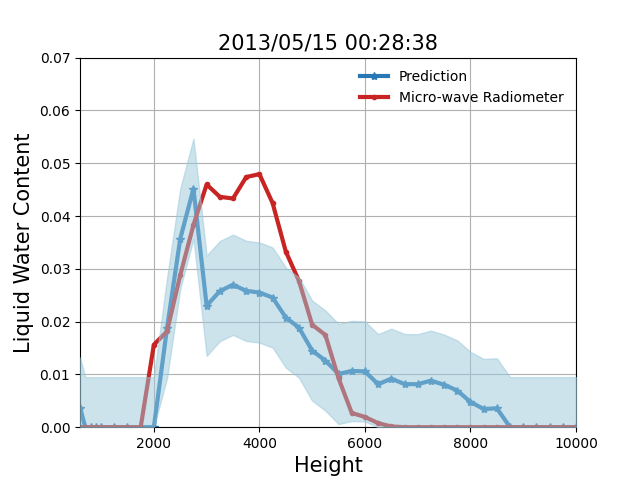 2013/05/15 00:28:38
Prediction
Micro-wave Radiometer
Liquid Water Content
0.07
0.06
0.05
0.04
0.03
0.02
0.01
0.00
2000 4000 6000 8000 10000
Height